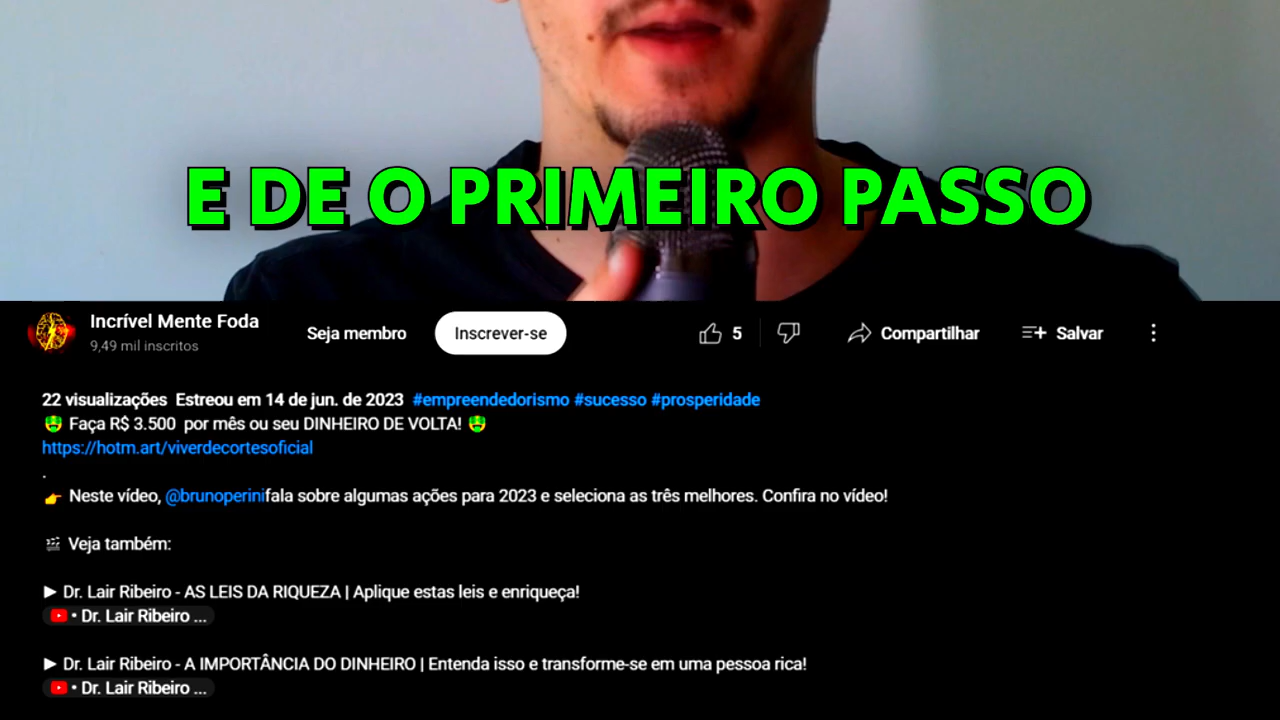 E DE O PRIMEIRO PASSO
Incrível Mente Foda
9,49 mil inscritos
Seja membro
Inscrever-se
5
Compartilhar
Salvar
22 visualizações Estreou em 14 de jun. de 2023 #empreendedorismo #sucesso #prosperidade
🤑 Faça R$ 3.500 por mês ou seu DINHEIRO DE VOLTA! 🤑
https://hotm.art/viverdecortesoficial
.
👉 Neste vídeo, @brunoperinifala sobre algumas ações para 2023 e seleciona as três melhores. Confira no vídeo!
🎬 Veja também:
► Dr. Lair Ribeiro - AS LEIS DA RIQUEZA | Aplique estas leis e enriqueça!
• Dr. Lair Ribeiro ...
► Dr. Lair Ribeiro - A IMPORTÂNCIA DO DINHEIRO | Entenda isso e transforme-se em uma pessoa rica!
• Dr. Lair Ribeiro ...